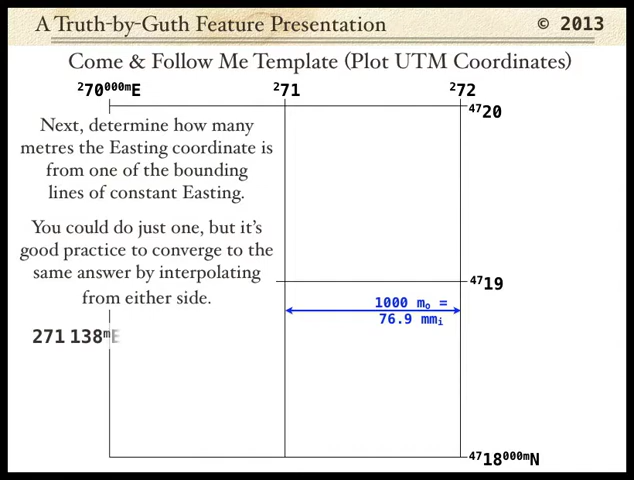 A Truth-by-Guth Feature Presentation © 2013
Come & Follow Me Template (Plot UTM Coordinates)
²70⁰⁰⁰ᵐE ²71 ²72
⁴⁷20
Next, determine how many
metres the Easting coordinate is
from one of the bounding
lines of constant Easting.
You could do just one, but it's
good practice to converge to the
same answer by interpolating
from either side.
⁴⁷19
1000 mₒ =
76.9 mmᵢ
271 138ᵐE
⁴⁷18⁰⁰⁰ᵐN